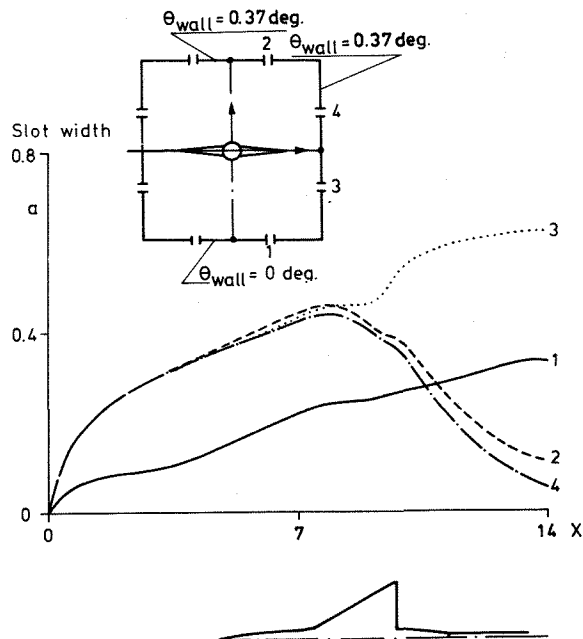 θwall = 0.37 deg.
2
θwall = 0.37 deg.
4
Slot width
0.8
a
3
1
θwall = 0 deg.
3
0.4
1
2
4
0
0
7
14
X